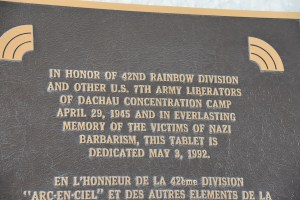 IN HONOR OF 42ND RAINBOW DIVISION
AND OTHER U.S. 7TH ARMY LIBERATORS
OF DACHAU CONCENTRATION CAMP
APRIL 29, 1945 AND IN EVERLASTING
MEMORY OF THE VICTIMS OF NAZI
BARBARISM, THIS TABLET IS
DEDICATED MAY 3, 1992.
EN L'HONNEUR DE LA 42ème DIVISION
"ARC-EN-CIEL" ET DES AUTRES ELEMENTS DE LA